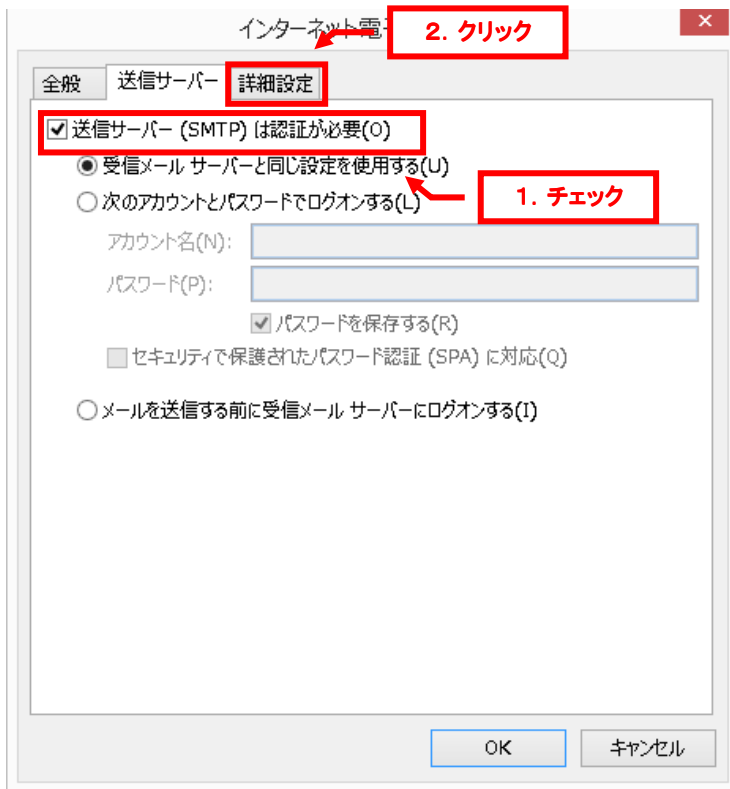 インターネット電子
2．クリック
全般
送信サーバー
詳細設定
送信サーバー (SMTP) は認証が必要(O)
受信メール サーバーと同じ設定を使用する(U)
1．チェック
次のアカウントとパスワードでログオンする(L)
アカウント名(N):
パスワード(P):
パスワードを保存する(R)
セキュリティで保護されたパスワード認証 (SPA) に対応(Q)
メールを送信する前に受信メール サーバーにログオンする(I)
OK
キャンセル